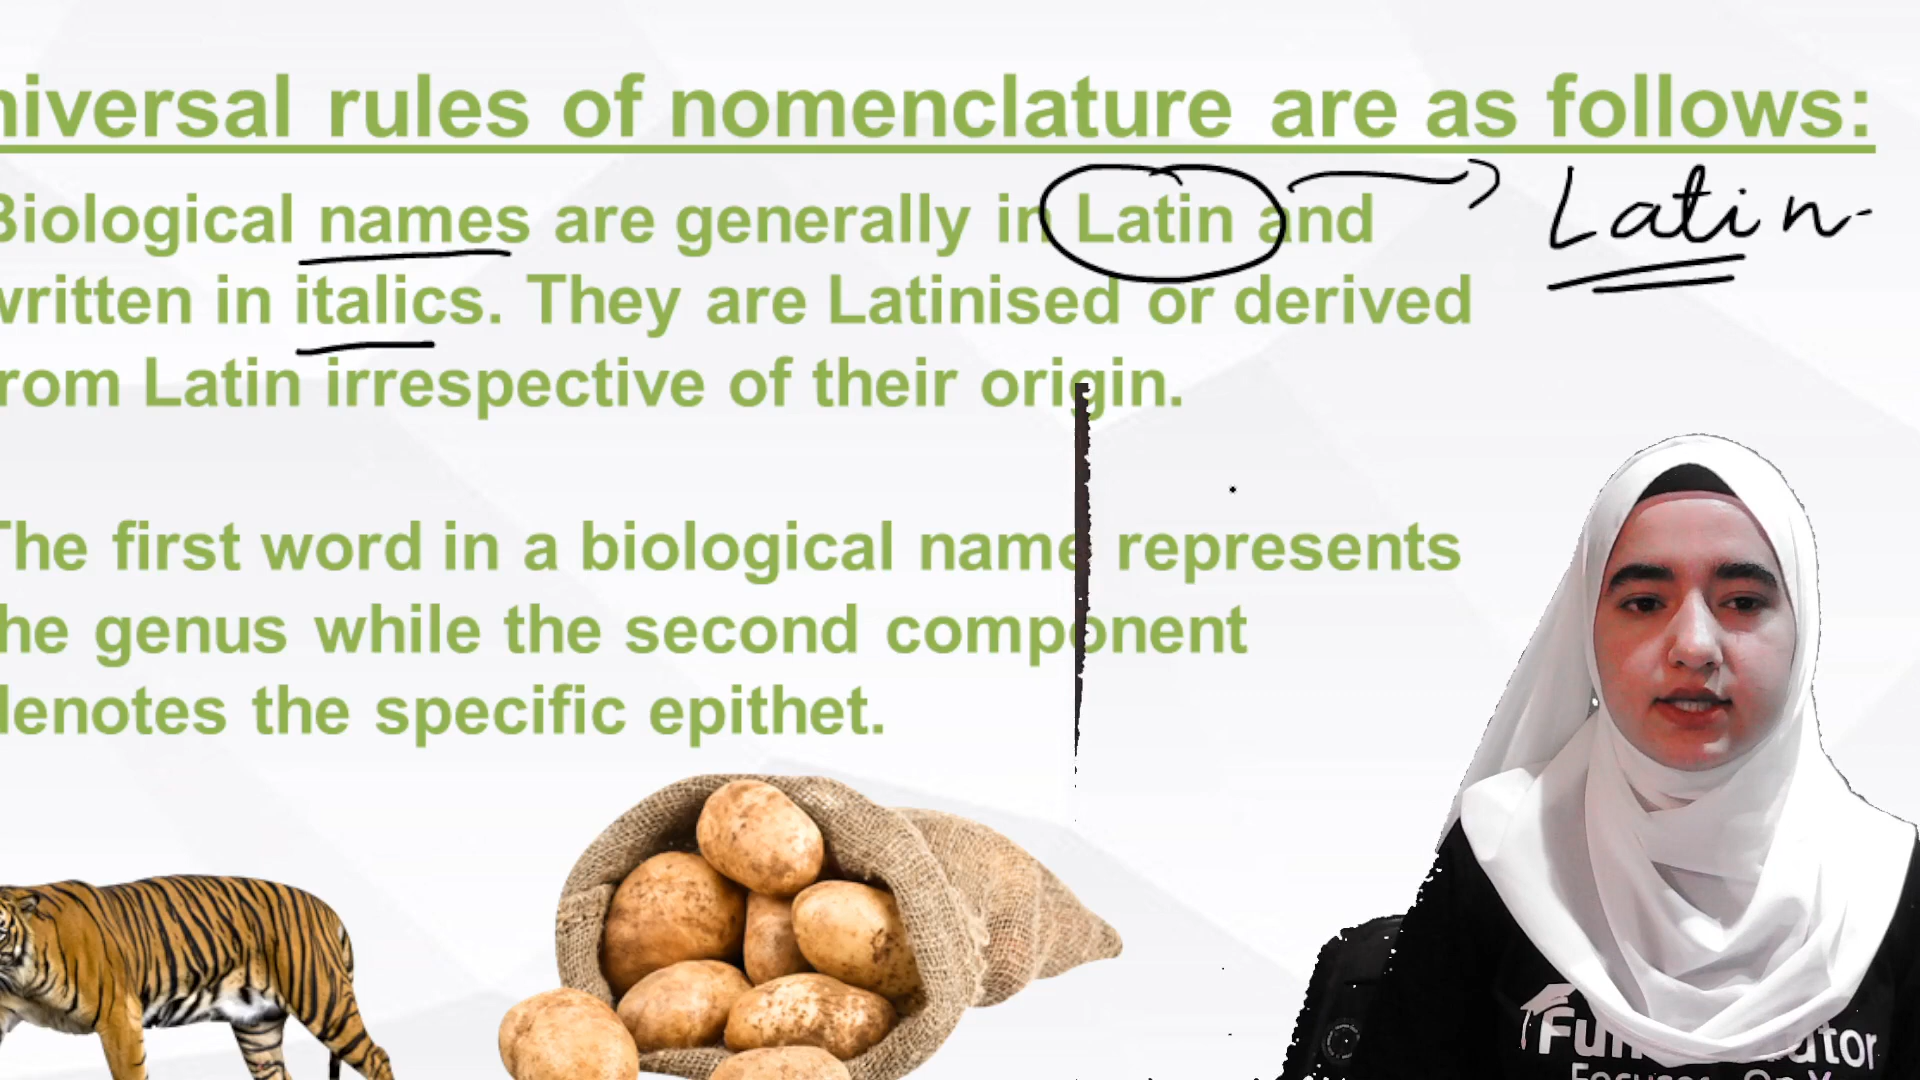 niversal rules of nomenclature are as follows:
Biological names are generally in Latin and
Latin
written in italics. They are Latinised or derived
rom Latin irrespective of their origin.
The first word in a biological name represents
he genus while the second component
denotes the specific epithet.